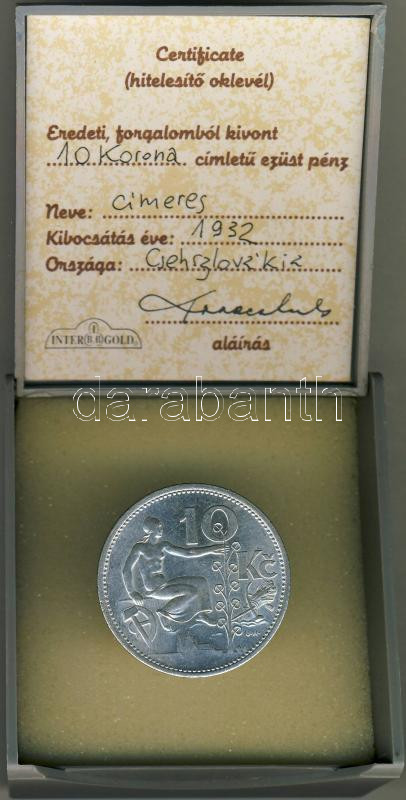 Certificate
(hitelesítő oklevél)
Eredeti, forgalomból kivont
10 Korona címletű ezüst pénz
Neve: címeres
Kibocsátás éve: 1932
Országa: Csehszlovákia
INTER GOLD
aláírás
darabanth
10
Kč